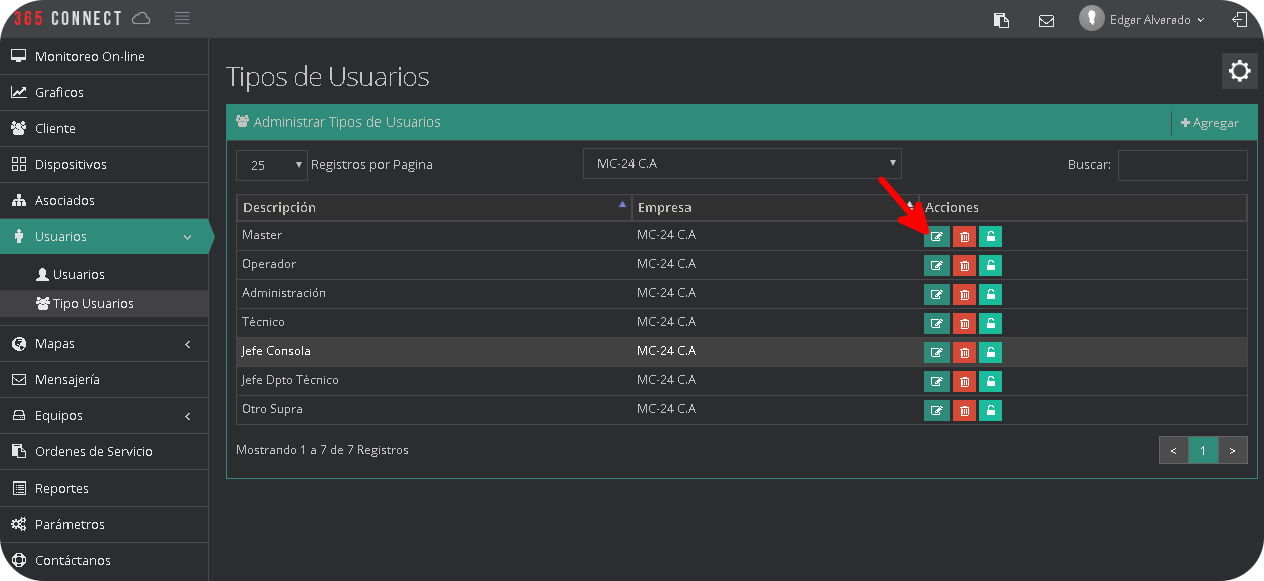 365 CONNECT
Edgar Alvarado
Monitoreo On-line
Graficos
Cliente
Dispositivos
Asociados
Usuarios
Usuarios
Tipo Usuarios
Mapas
Mensajería
Equipos
Ordenes de Servicio
Reportes
Parámetros
Contáctanos
Tipos de Usuarios
Administrar Tipos de Usuarios
Agregar
25 Registros por Pagina MC-24 C.A Buscar:
Descripción Empresa Acciones
Master MC-24 C.A
Operador MC-24 C.A
Administración MC-24 C.A
Técnico MC-24 C.A
Jefe Consola MC-24 C.A
Jefe Dpto Técnico MC-24 C.A
Otro Supra MC-24 C.A
Mostrando 1 a 7 de 7 Registros < 1 >